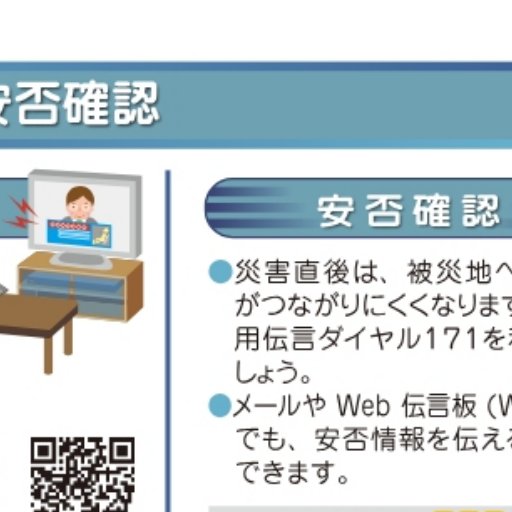 安否確認
安否確認
災害直後は、被災地へ
がつながりにくくなります
用伝言ダイヤル171を
しょう。
メールや Web 伝言板 (W
でも、安否情報を伝える
できます。